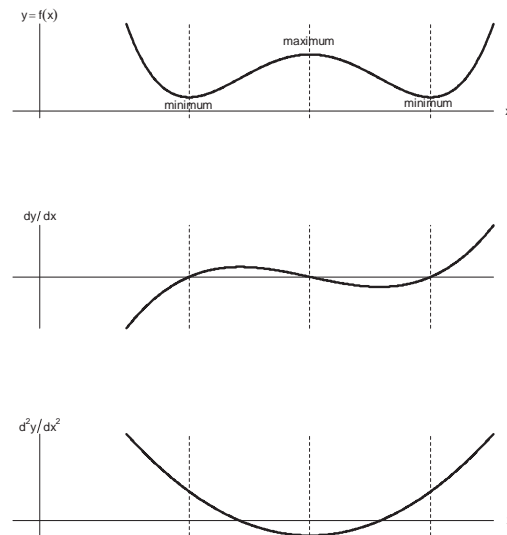 y = f(x)
maximum
minimum
minimum
x
dy/dx
d²y/dx²